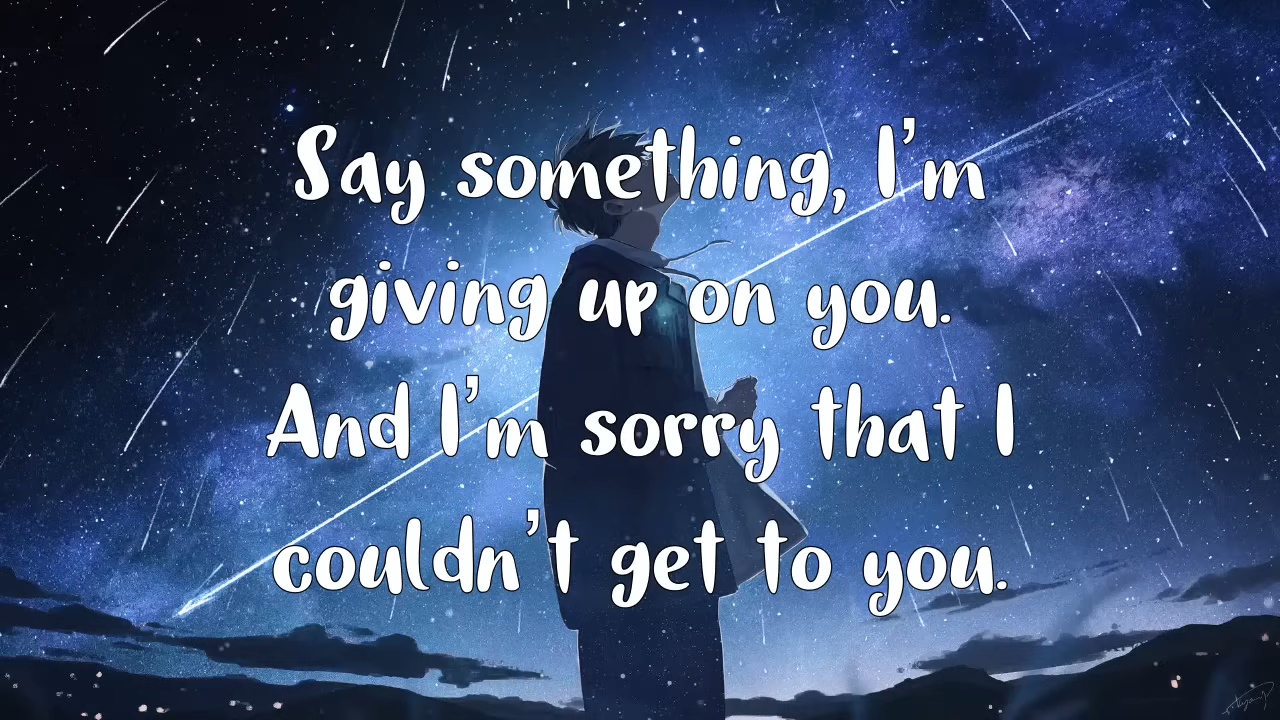 Say something, I'm
giving up on you.
And I'm sorry that I
couldn't get to you.